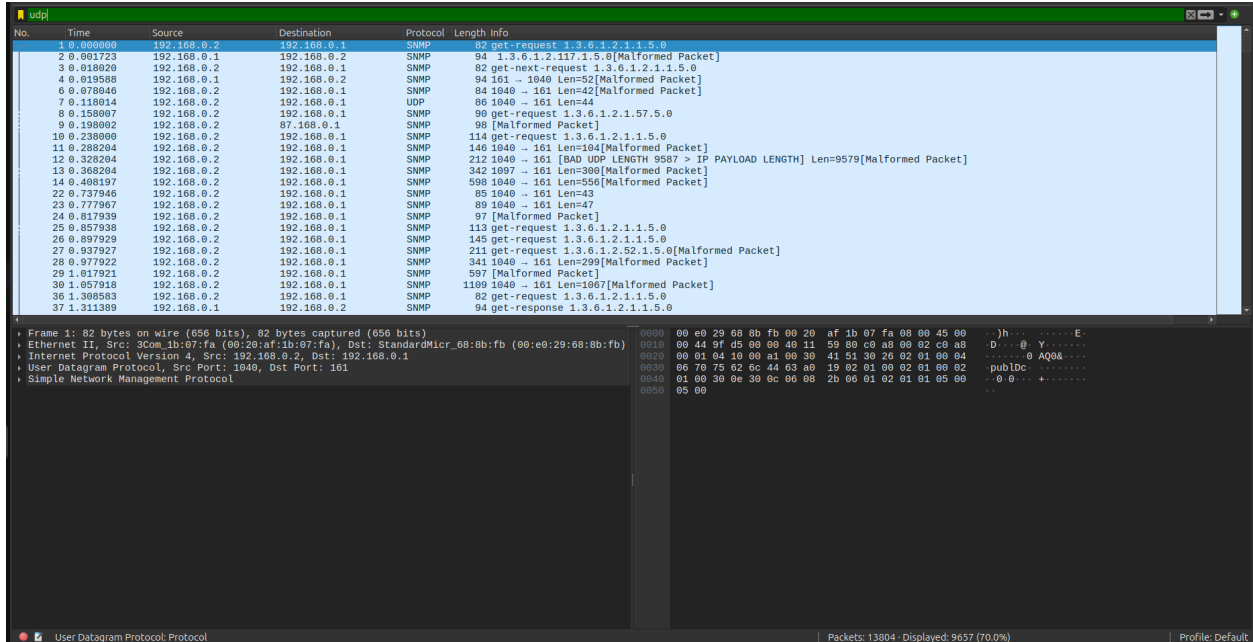 udp
No. Time Source Destination Protocol Length Info
1 0.000000 192.168.0.2 192.168.0.1 SNMP 82 get-request 1.3.6.1.2.1.1.5.0
2 0.001723 192.168.0.1 192.168.0.2 SNMP 94 1.3.6.1.2.117.1.5.0[Malformed Packet]
3 0.018020 192.168.0.2 192.168.0.1 SNMP 82 get-next-request 1.3.6.1.2.1.1.5.0
4 0.019588 192.168.0.1 192.168.0.2 SNMP 94 161 → 1040 Len=52[Malformed Packet]
6 0.078046 192.168.0.2 192.168.0.1 SNMP 84 1040 → 161 Len=42[Malformed Packet]
7 0.118014 192.168.0.2 192.168.0.1 UDP 86 1040 → 161 Len=44
8 0.158007 192.168.0.2 192.168.0.1 SNMP 90 get-request 1.3.6.1.2.1.57.5.0
9 0.198002 192.168.0.2 87.168.0.1 SNMP 98 [Malformed Packet]
10 0.238000 192.168.0.2 192.168.0.1 SNMP 114 get-request 1.3.6.1.2.1.1.5.0
11 0.288204 192.168.0.2 192.168.0.1 SNMP 146 1040 → 161 Len=104[Malformed Packet]
12 0.328204 192.168.0.2 192.168.0.1 SNMP 212 1040 → 161 [BAD UDP LENGTH 9587 > IP PAYLOAD LENGTH] Len=9579[Malformed Packet]
13 0.368204 192.168.0.2 192.168.0.1 SNMP 342 1097 → 161 Len=300[Malformed Packet]
14 0.408197 192.168.0.2 192.168.0.1 SNMP 598 1040 → 161 Len=556[Malformed Packet]
22 0.737946 192.168.0.2 192.168.0.1 SNMP 85 1040 → 161 Len=43
23 0.777967 192.168.0.2 192.168.0.1 SNMP 89 1040 → 161 Len=47
24 0.817939 192.168.0.2 192.168.0.1 SNMP 97 [Malformed Packet]
25 0.857938 192.168.0.2 192.168.0.1 SNMP 113 get-request 1.3.6.1.2.1.1.5.0
26 0.897929 192.168.0.2 192.168.0.1 SNMP 145 get-request 1.3.6.1.2.1.1.5.0
27 0.937927 192.168.0.2 192.168.0.1 SNMP 211 get-request 1.3.6.1.2.52.1.5.0[Malformed Packet]
28 0.977922 192.168.0.2 192.168.0.1 SNMP 341 1040 → 161 Len=299[Malformed Packet]
29 1.017921 192.168.0.2 192.168.0.1 SNMP 597 [Malformed Packet]
30 1.057918 192.168.0.2 192.168.0.1 SNMP 1109 1040 → 161 Len=1067[Malformed Packet]
36 1.308583 192.168.0.2 192.168.0.1 SNMP 82 get-request 1.3.6.1.2.1.1.5.0
37 1.311389 192.168.0.1 192.168.0.2 SNMP 94 get-response 1.3.6.1.2.1.1.5.0
Frame 1: 82 bytes on wire (656 bits), 82 bytes captured (656 bits)
Ethernet II, Src: 3Com_1b:07:fa (00:20:af:1b:07:fa), Dst: StandardMicr_68:8b:fb (00:e0:29:68:8b:fb)
Internet Protocol Version 4, Src: 192.168.0.2, Dst: 192.168.0.1
User Datagram Protocol, Src Port: 1040, Dst Port: 161
Simple Network Management Protocol
0000 00 e0 29 68 8b fb 00 20 af 1b 07 fa 08 00 45 00 ··)h··· ······E·
0010 00 44 9f d5 00 00 40 11 59 80 c0 a8 00 02 c0 a8 ·D····@· Y·······
0020 00 01 04 10 00 a1 00 30 41 51 30 26 02 01 00 04 ·······0 AQ0&····
0030 06 70 75 62 6c 44 63 a0 19 02 01 00 02 01 00 02 ·publDc· ········
0040 01 00 30 0e 30 0c 06 08 2b 06 01 02 01 01 05 00 ··0·0··· +·······
0050 05 00 ··
User Datagram Protocol: Protocol
Packets: 13804 · Displayed: 9657 (70.0%)
Profile: Default